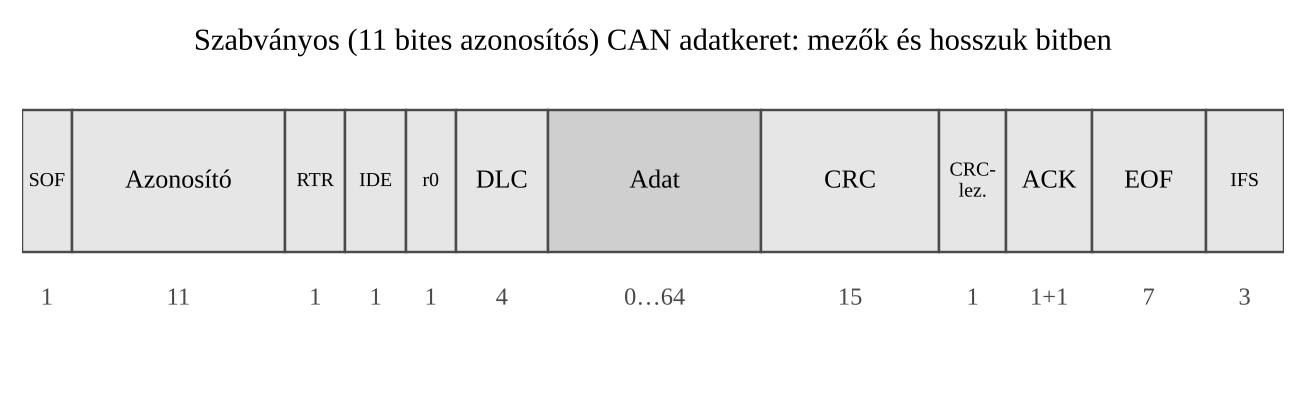 Szabványos (11 bites azonosítós) CAN adatkeret: mezők és hosszuk bitben
SOF Azonosító RTR IDE r0 DLC Adat CRC CRC-lez. ACK EOF IFS
1 11 1 1 1 4 0…64 15 1 1+1 7 3